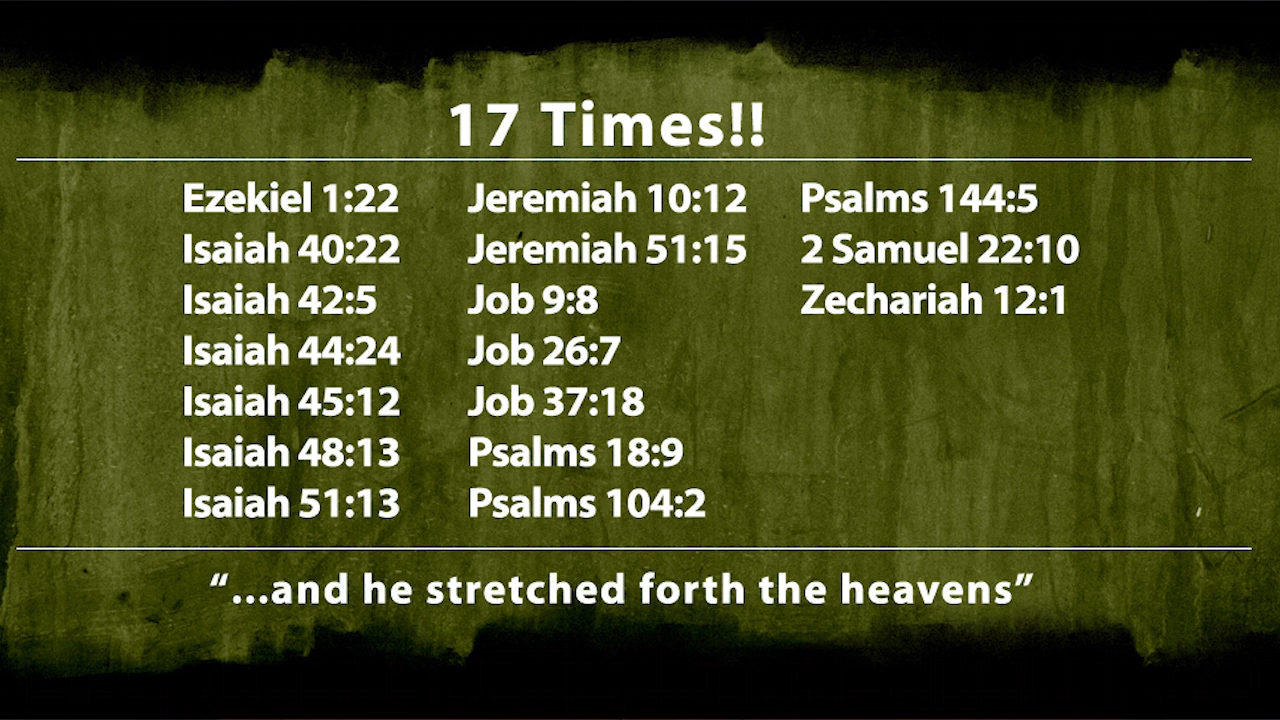 17 Times!!
Ezekiel 1:22
Isaiah 40:22
Isaiah 42:5
Isaiah 44:24
Isaiah 45:12
Isaiah 48:13
Isaiah 51:13
Jeremiah 10:12
Jeremiah 51:15
Job 9:8
Job 26:7
Job 37:18
Psalms 18:9
Psalms 104:2
Psalms 144:5
2 Samuel 22:10
Zechariah 12:1
“...and he stretched forth the heavens”